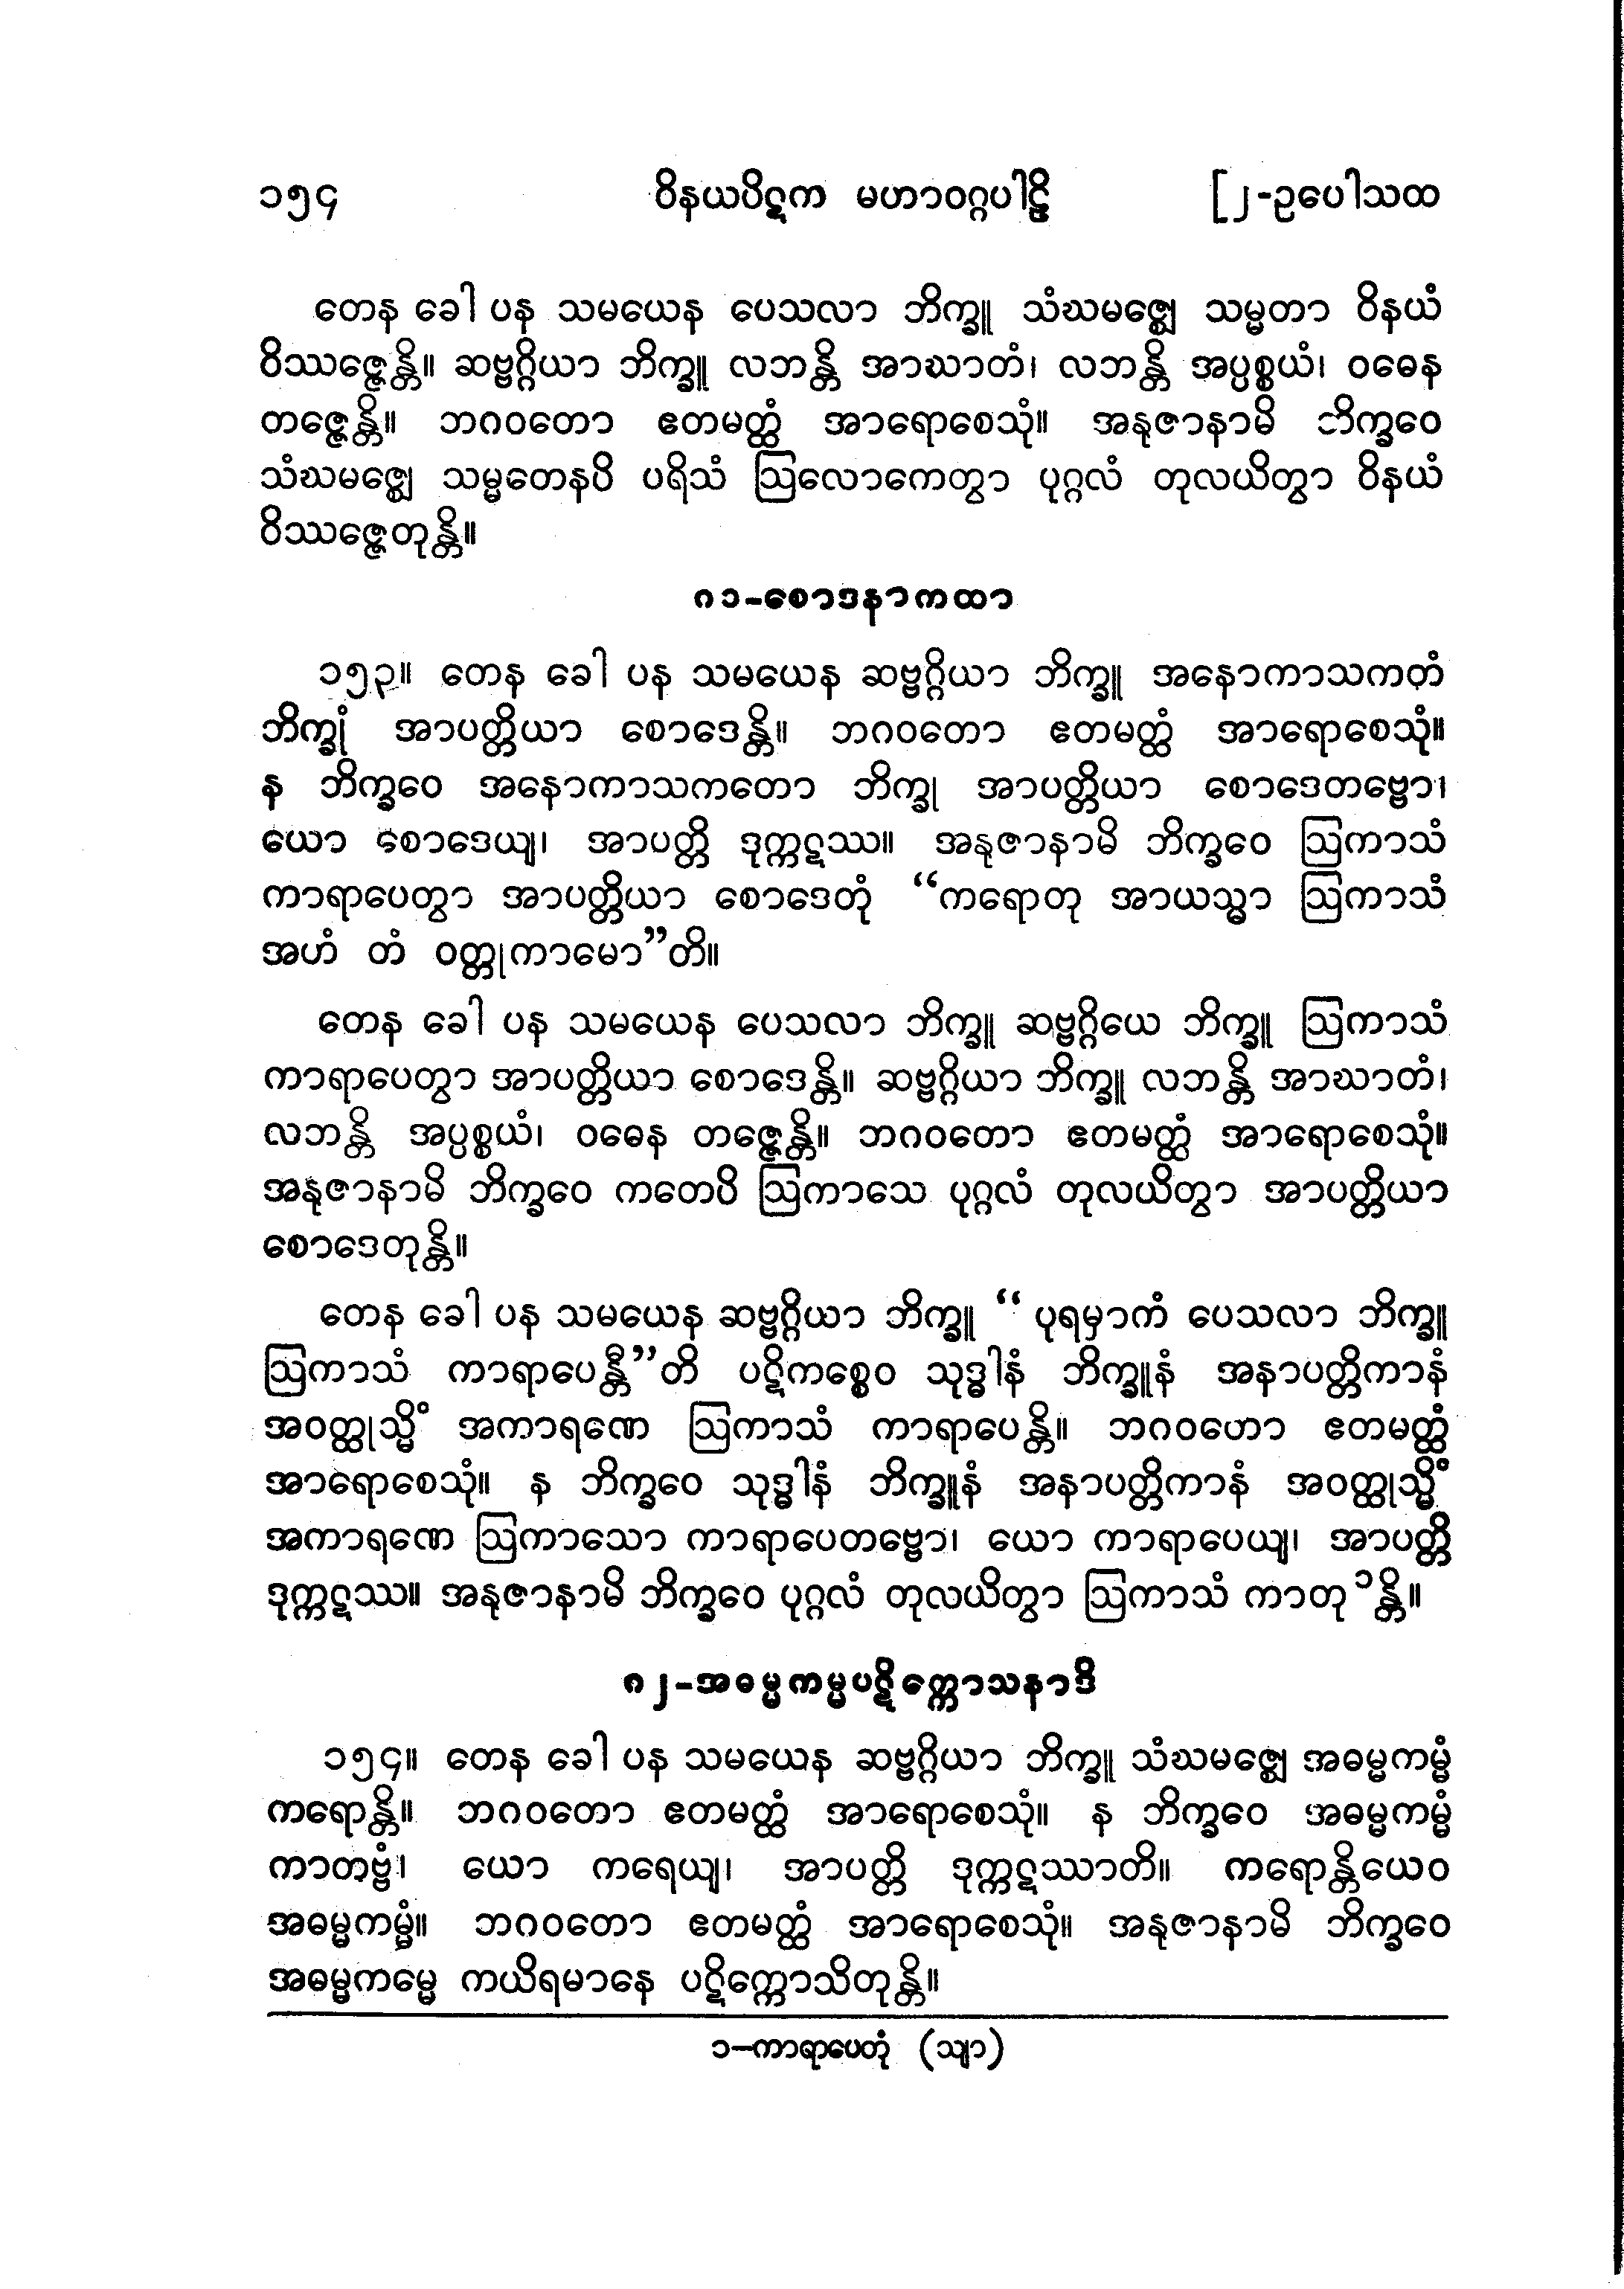 ၁၅၄ ဝိနယပိဋက မဟာဝဂ္ဂပါဠိ [၂-ဥပေါသထ
တေန ခေါ ပန သမယေန ပေသလာ ဘိက္ခူ သံဃမဇ္ဈေ သမ္မတာ ဝိနယံ
ဝိဿဇ္ဇေန္တိ။ ဆဗ္ဗဂ္ဂိယာ ဘိက္ခူ လဘန္တိ အာဃာတံ၊ လဘန္တိ အပ္ပစ္စယံ၊ ဝဓေန
တဇ္ဇေန္တိ။ ဘဂဝတော ဧတမတ္ထံ အာရောစေသုံ။ အနုဇာနာမိ ဘိက္ခဝေ
သံဃမဇ္ဈေ သမ္မတေနပိ ပရိသံ ဩလောကေတွာ ပုဂ္ဂလံ တုလယိတွာ ဝိနယံ
ဝိဿဇ္ဇေတုန္တိ။
၈၁-စောဒနာကထာ
၁၅၃။ တေန ခေါ ပန သမယေန ဆဗ္ဗဂ္ဂိယာ ဘိက္ခူ အနောကာသကတံ
ဘိက္ခုံ အာပတ္တိယာ စောဒေန္တိ။ ဘဂဝတော ဧတမတ္ထံ အာရောစေသုံ။
န ဘိက္ခဝေ အနောကာသကတော ဘိက္ခု အာပတ္တိယာ စောဒေတဗ္ဗော၊
ယော စောဒေယျ၊ အာပတ္တိ ဒုက္ကဋဿ။ အနုဇာနာမိ ဘိက္ခဝေ ဩကာသံ
ကာရာပေတွာ အာပတ္တိယာ စောဒေတုံ “ကရောတု အာယသ္မာ ဩကာသံ
အဟံ တံ ဝတ္တုကာမော”တိ။
တေန ခေါ ပန သမယေန ပေသလာ ဘိက္ခူ ဆဗ္ဗဂ္ဂိယေ ဘိက္ခူ ဩကာသံ
ကာရာပေတွာ အာပတ္တိယာ စောဒေန္တိ။ ဆဗ္ဗဂ္ဂိယာ ဘိက္ခူ လဘန္တိ အာဃာတံ၊
လဘန္တိ အပ္ပစ္စယံ၊ ဝဓေန တဇ္ဇေန္တိ။ ဘဂဝတော ဧတမတ္ထံ အာရောစေသုံ။
အနုဇာနာမိ ဘိက္ခဝေ ကတေပိ ဩကာသေ ပုဂ္ဂလံ တုလယိတွာ အာပတ္တိယာ
စောဒေတုန္တိ။
တေန ခေါ ပန သမယေန ဆဗ္ဗဂ္ဂိယာ ဘိက္ခူ “ ပုရမှာကံ ပေသလာ ဘိက္ခူ
ဩကာသံ ကာရာပေန္တီ”တိ ပဋိကစ္စေဝ သုဒ္ဓါနံ ဘိက္ခူနံ အနာပတ္တိကာနံ
အဝတ္ထုသ္မိံ အကာရဏေ ဩကာသံ ကာရာပေန္တိ။ ဘဂဝတော ဧတမတ္ထံ
အာရောစေသုံ။ န ဘိက္ခဝေ သုဒ္ဓါနံ ဘိက္ခူနံ အနာပတ္တိကာနံ အဝတ္ထုသ္မိံ
အကာရဏေ ဩကာသော ကာရာပေတဗ္ဗော၊ ယော ကာရာပေယျ၊ အာပတ္တိ
ဒုက္ကဋဿ။ အနုဇာနာမိ ဘိက္ခဝေ ပုဂ္ဂလံ တုလယိတွာ ဩကာသံ ကာတု၁န္တိ။
၈၂-အဓမ္မကမ္မပဋိက္ကောသနာဒိ
၁၅၄။ တေန ခေါ ပန သမယေန ဆဗ္ဗဂ္ဂိယာ ဘိက္ခူ သံဃမဇ္ဈေ အဓမ္မကမ္မံ
ကရောန္တိ။ ဘဂဝတော ဧတမတ္ထံ အာရောစေသုံ။ န ဘိက္ခဝေ အဓမ္မကမ္မံ
ကာတဗ္ဗံ၊ ယော ကရေယျ၊ အာပတ္တိ ဒုက္ကဋဿာတိ။ ကရောန္တိယေဝ
အဓမ္မကမ္မံ။ ဘဂဝတော ဧတမတ္ထံ အာရောစေသုံ။ အနုဇာနာမိ ဘိက္ခဝေ
အဓမ္မကမ္မေ ကယိရမာနေ ပဋိက္ကောသိတုန္တိ။
၁-ကာရာပေတုံ (သျာ)